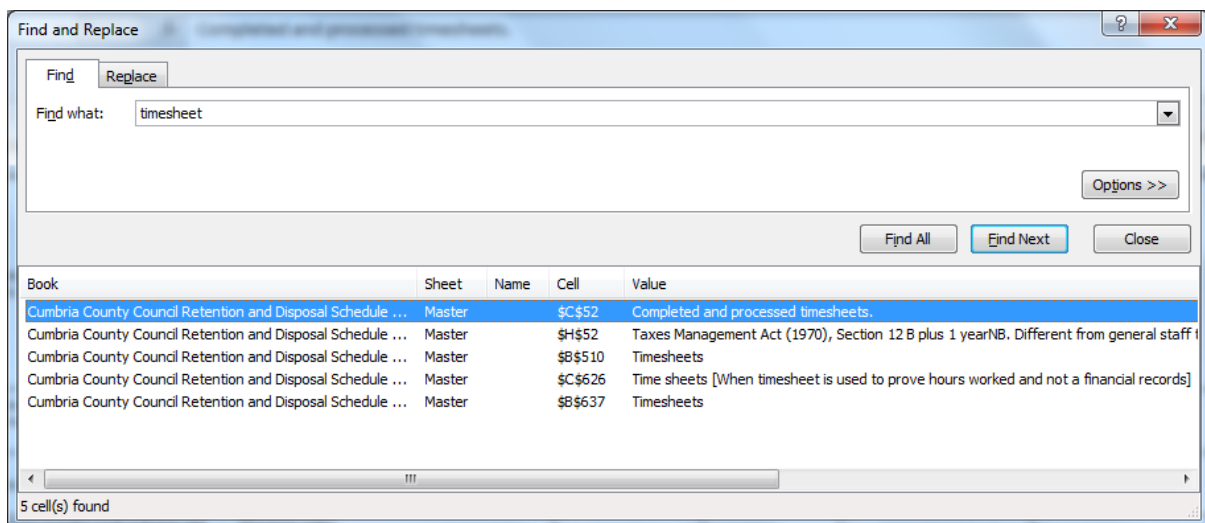 Find and Replace
Completed and processed timesheets.
Find Replace
Find what: timesheet
Options >>
Find All Find Next Close
Book Sheet Name Cell Value
Cumbria County Council Retention and Disposal Schedule ... Master $C$52 Completed and processed timesheets.
Cumbria County Council Retention and Disposal Schedule ... Master $H$52 Taxes Management Act (1970), Section 12 B plus 1 yearNB. Different from general staff
Cumbria County Council Retention and Disposal Schedule ... Master $B$510 Timesheets
Cumbria County Council Retention and Disposal Schedule ... Master $C$626 Time sheets [When timesheet is used to prove hours worked and not a financial records]
Cumbria County Council Retention and Disposal Schedule ... Master $B$637 Timesheets
5 cell(s) found